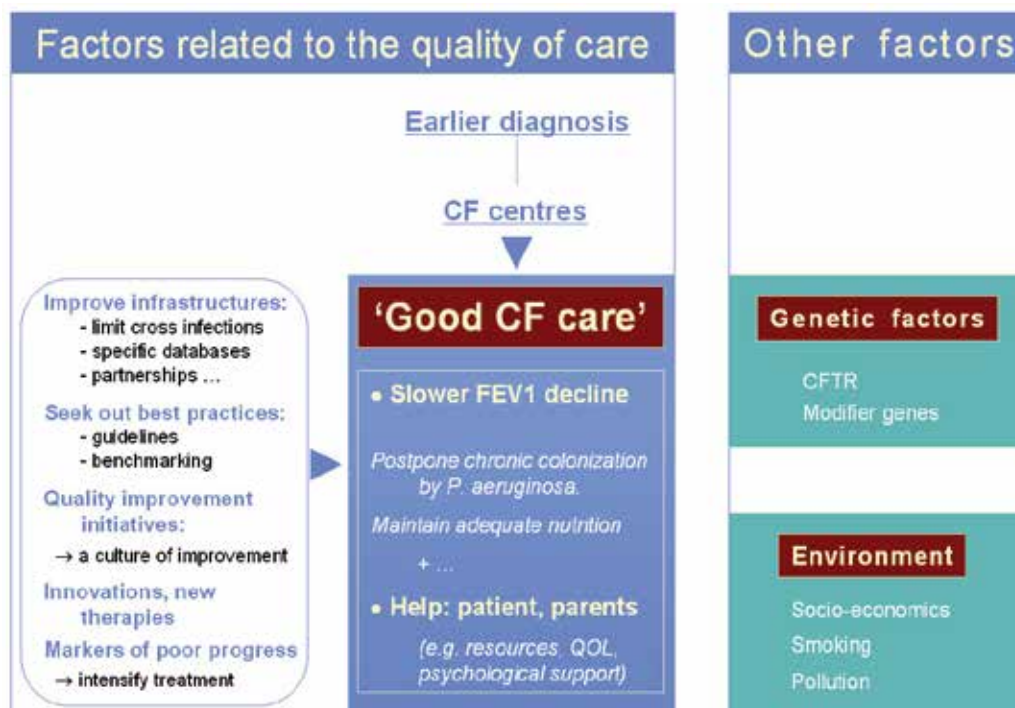 Factors related to the quality of care
Earlier diagnosis
CF centres
Improve infrastructures:
- limit cross infections
- specific databases
- partnerships ...
Seek out best practices:
- guidelines
- benchmarking
Quality improvement
initiatives:
→ a culture of improvement
Innovations, new
therapies
Markers of poor progress
→ intensify treatment
‘Good CF care’
• Slower FEV1 decline
Postpone chronic colonization
by P. aeruginosa.
Maintain adequate nutrition
+ ...
• Help: patient, parents
(e.g. resources, QOL,
psychological support)
Other factors
Genetic factors
CFTR
Modifier genes
Environment
Socio-economics
Smoking
Pollution